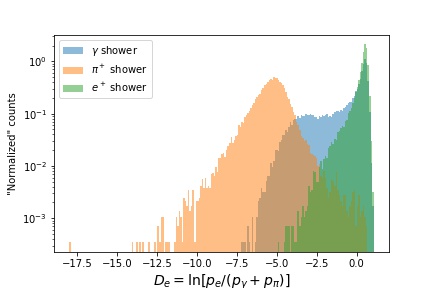 γ shower
π⁺ shower
e⁺ shower
"Normalized" counts
10⁰
10⁻¹
10⁻²
10⁻³
−17.5 −15.0 −12.5 −10.0 −7.5 −5.0 −2.5 0.0
Dₑ = ln[pₑ/(pᵧ + p_π)]